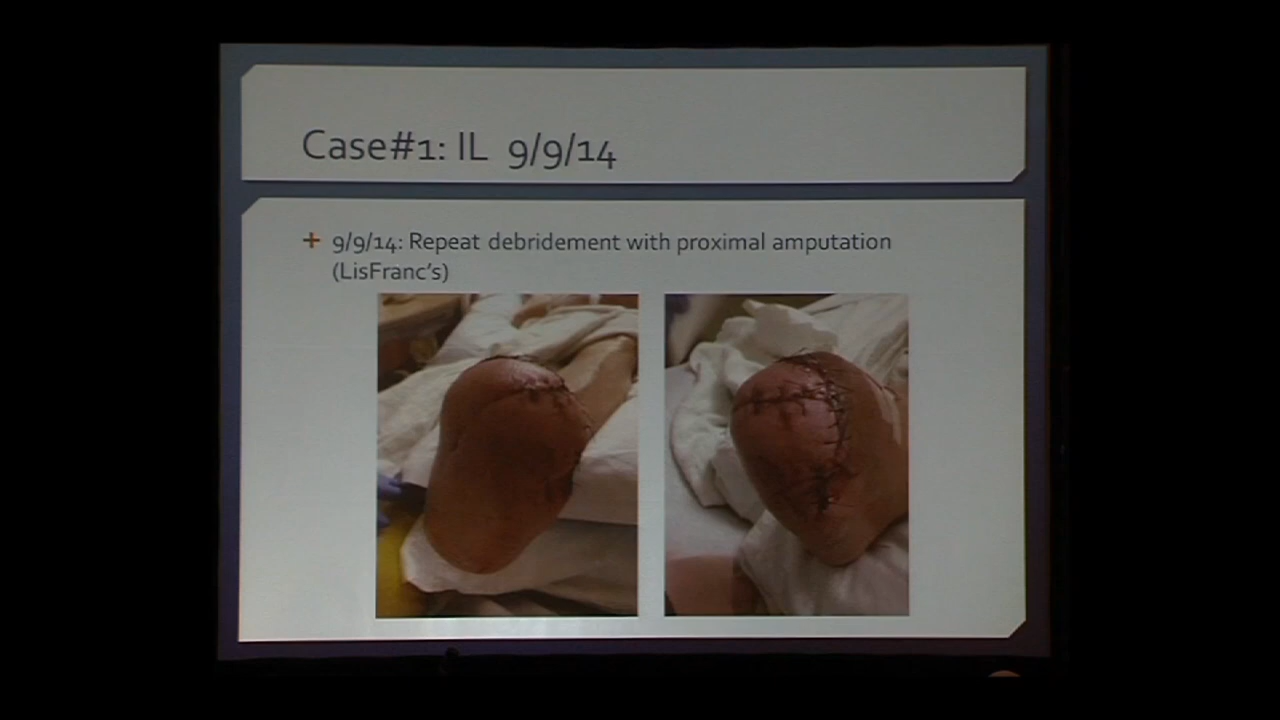 Case#1: IL 9/9/14
9/9/14: Repeat debridement with proximal amputation
(LisFranc's)